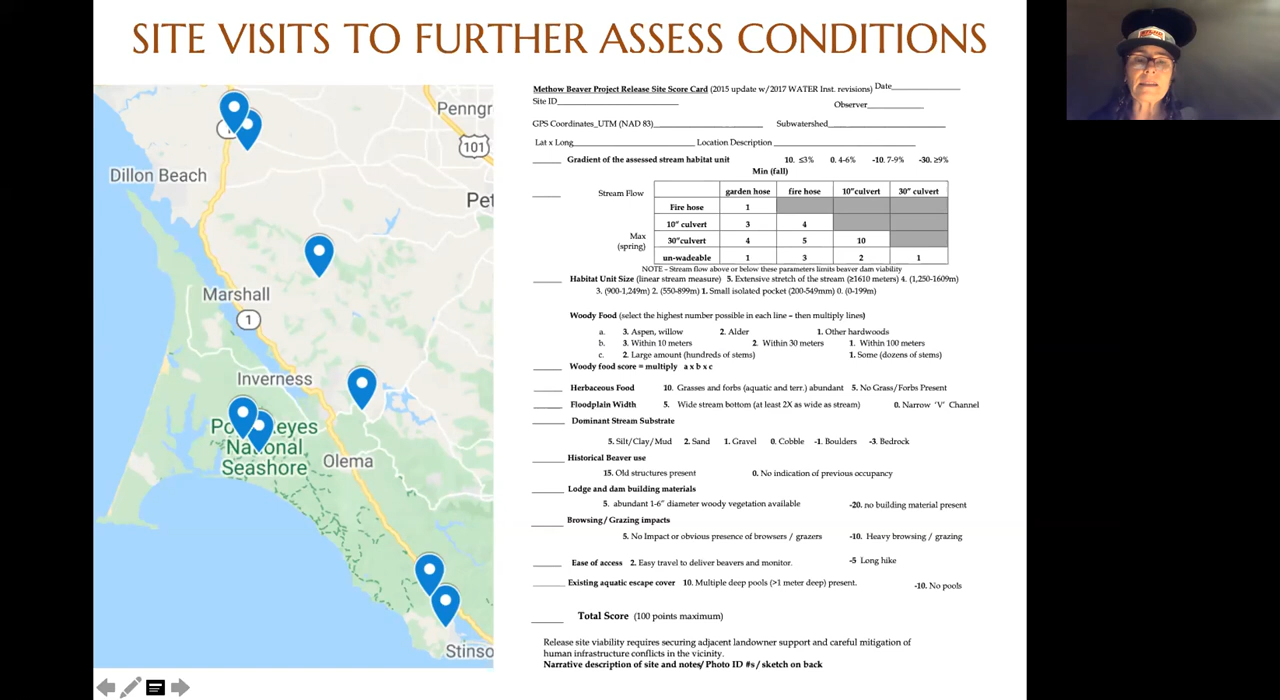 SITE VISITS TO FURTHER ASSESS CONDITIONS
Penngr
101
Dillon Beach
1
Pet
Marshall
1
Inverness
Po eyes
National
Seashore
Olema
Stinso
Methow Beaver Project Release Site Score Card (2015 update w/2017 WATER Inst. revisions) Date
Site ID Observer
GPS Coordinates_UTM (NAD 83) Subwatershed
Lat x Long Location Description
Gradient of the assessed stream habitat unit 10. ≤3% 0. 4-6% -10. 7-9% -30. ≥9%
Min (fall)
Stream Flow garden hose fire hose 10"culvert 30" culvert
Fire hose 1
10" culvert 3 4
Max (spring) 30"culvert 4 5 10
un-wadeable 1 3 2 1
NOTE – Stream flow above or below these parameters limits beaver dam viability
Habitat Unit Size (linear stream measure) 5. Extensive stretch of the stream (≥1610 meters) 4. (1,250-1609m)
3. (900-1,249m) 2. (550-899m) 1. Small isolated pocket (200-549mm) 0. (0-199m)
Woody Food (select the highest number possible in each line – then multiply lines)
a. 3. Aspen, willow 2. Alder 1. Other hardwoods
b. 3. Within 10 meters 2. Within 30 meters 1. Within 100 meters
c. 2. Large amount (hundreds of stems) 1. Some (dozens of stems)
Woody food score = multiply a x b x c
Herbaceous Food 10. Grasses and forbs (aquatic and terr.) abundant 5. No Grass/Forbs Present
Floodplain Width 5. Wide stream bottom (at least 2X as wide as stream) 0. Narrow 'V' Channel
Dominant Stream Substrate
5. Silt/Clay/Mud 2. Sand 1. Gravel 0. Cobble -1. Boulders -3. Bedrock
Historical Beaver use
15. Old structures present 0. No indication of previous occupancy
Lodge and dam building materials
5. abundant 1-6" diameter woody vegetation available -20. no building material present
Browsing/Grazing impacts
5. No Impact or obvious presence of browsers / grazers -10. Heavy browsing / grazing
Ease of access 2. Easy travel to deliver beavers and monitor. -5 Long hike
Existing aquatic escape cover 10. Multiple deep pools (>1 meter deep) present. -10. No pools
Total Score (100 points maximum)
Release site viability requires securing adjacent landowner support and careful mitigation of
human infrastructure conflicts in the vicinity.
Narrative description of site and notes/ Photo ID #s / sketch on back